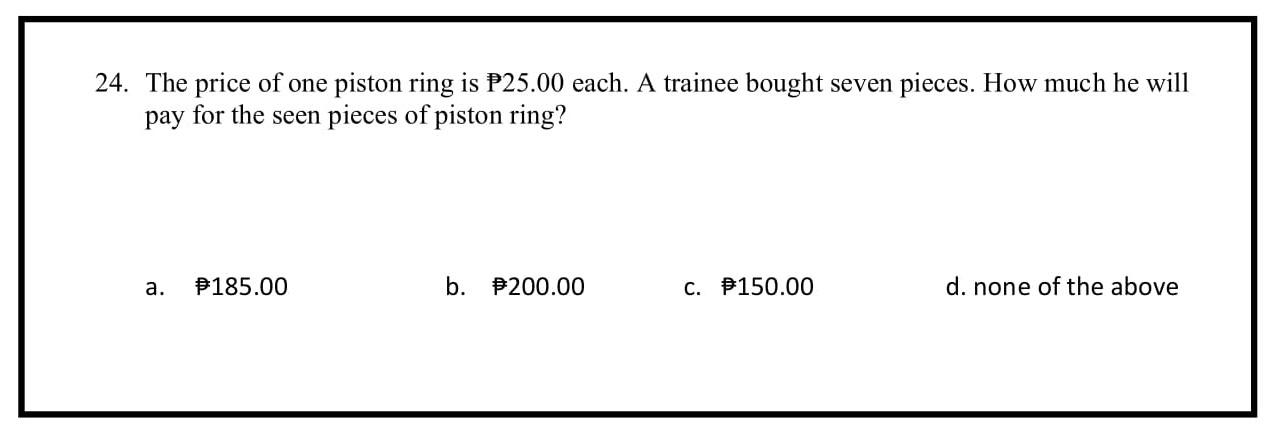 24. The price of one piston ring is ₱25.00 each. A trainee bought seven pieces. How much he will
pay for the seen pieces of piston ring?
a. ₱185.00 b. ₱200.00 c. ₱150.00 d. none of the above